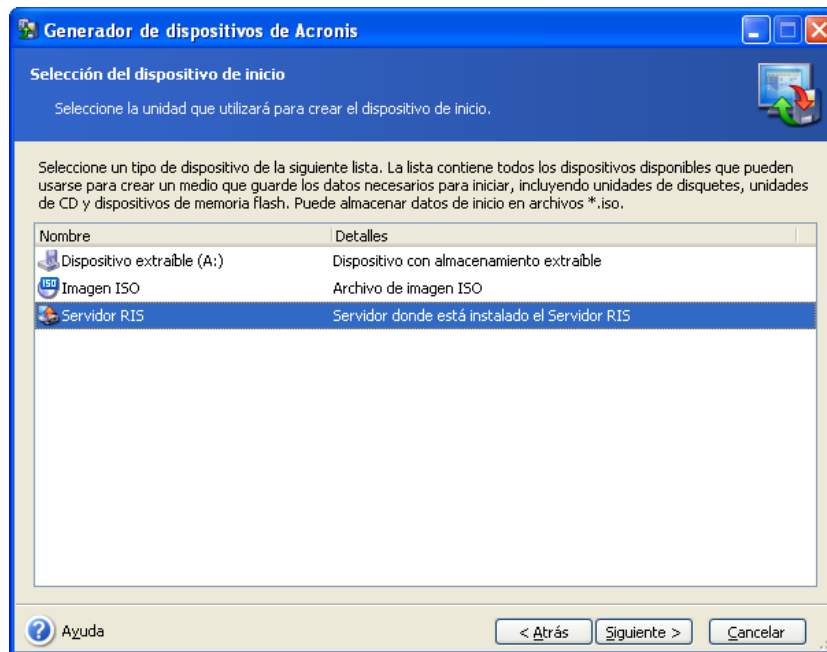 Generador de dispositivos de Acronis
Selección del dispositivo de inicio
Seleccione la unidad que utilizará para crear el dispositivo de inicio.
Seleccione un tipo de dispositivo de la siguiente lista. La lista contiene todos los dispositivos disponibles que pueden
usarse para crear un medio que guarde los datos necesarios para iniciar, incluyendo unidades de disquetes, unidades
de CD y dispositivos de memoria flash. Puede almacenar datos de inicio en archivos *.iso.
Nombre Detalles
Dispositivo extraíble (A:) Dispositivo con almacenamiento extraíble
ISO Imagen ISO Archivo de imagen ISO
Servidor RIS Servidor donde está instalado el Servidor RIS
? Ayuda < Atrás Siguiente > Cancelar